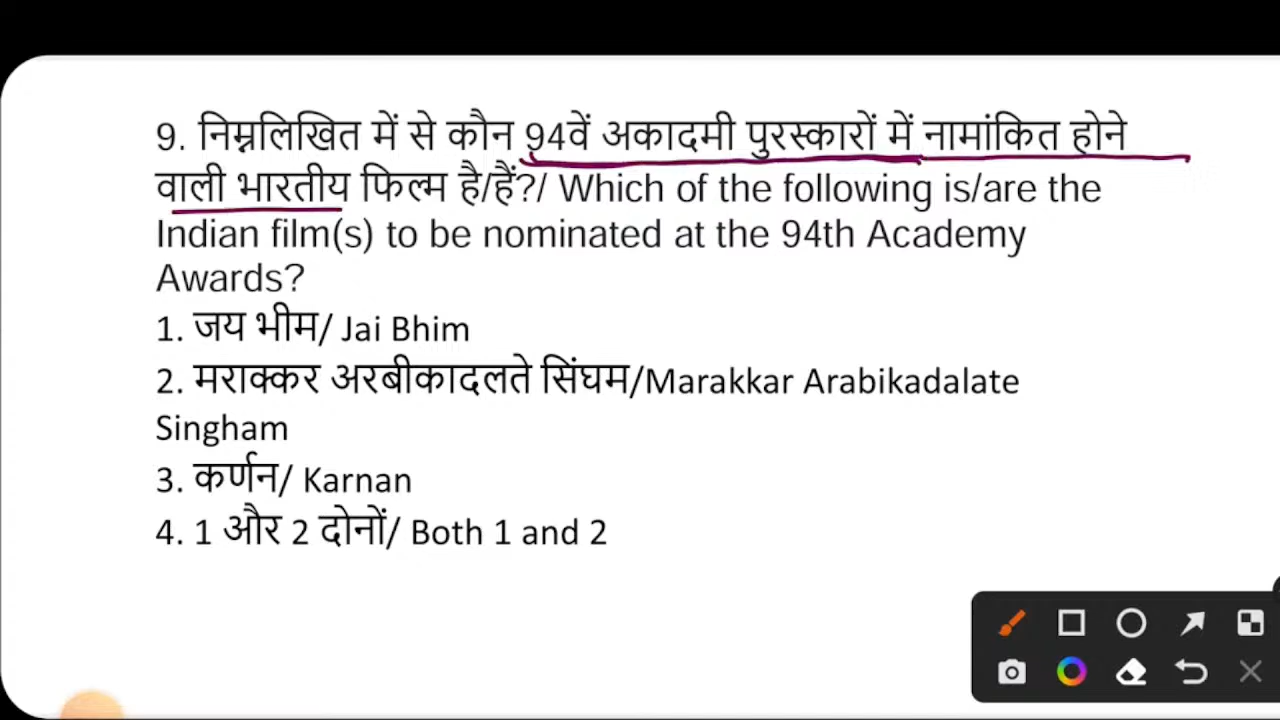 9. निम्नलिखित में से कौन 94वें अकादमी पुरस्कारों में नामांकित होने
वाली भारतीय फिल्म है/हैं?/ Which of the following is/are the
Indian film(s) to be nominated at the 94th Academy
Awards?
1. जय भीम/ Jai Bhim
2. मराक्कर अरबीकादलते सिंघम/Marakkar Arabikadalate
Singham
3. कर्णन/ Karnan
4. 1 और 2 दोनों/ Both 1 and 2